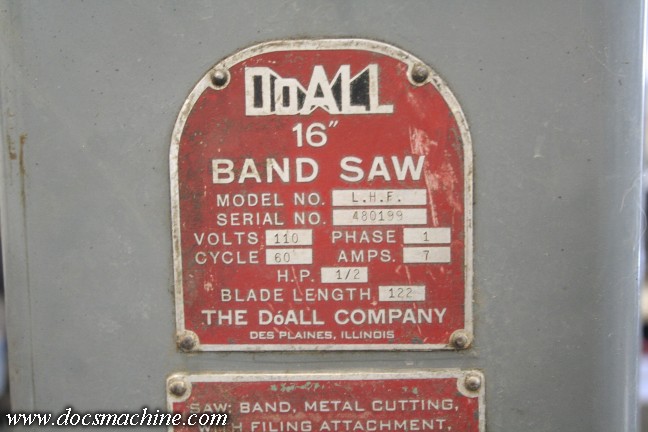 DoALL
16"
BAND SAW
MODEL NO. L.H.F.
SERIAL NO. 480199
VOLTS 110 PHASE 1
CYCLE 60 AMPS. 7
H.P. 1/2
BLADE LENGTH 122
THE DoALL COMPANY
DES PLAINES, ILLINOIS
SAW, BAND, METAL CUTTING,
WITH FILING ATTACHMENT,
www.docsmachine.com